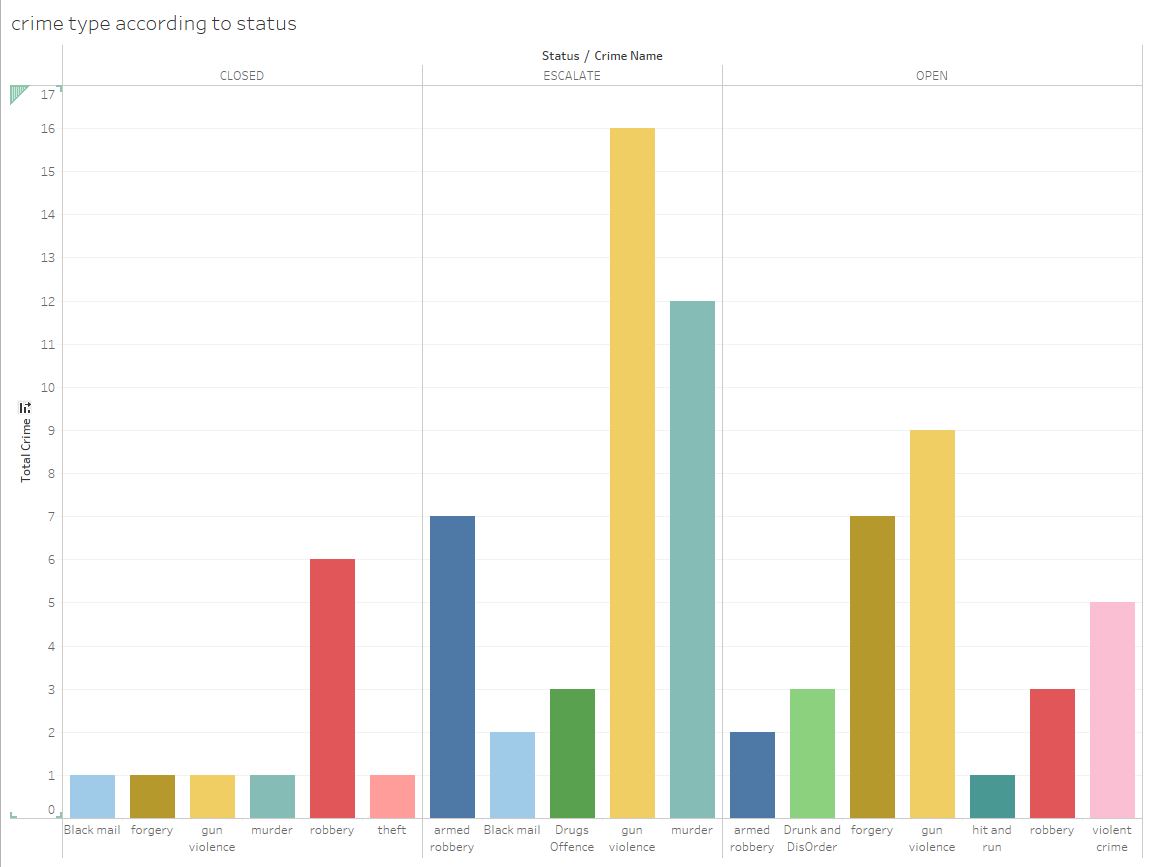 crime type according to status
Status / Crime Name
CLOSED
ESCALATE
OPEN
Total Crime
17
16
15
14
13
12
11
10
9
8
7
6
5
4
3
2
1
0
Black mail
forgery
gun
violence
murder
robbery
theft
armed
robbery
Black mail
Drugs
Offence
gun
violence
murder
armed
robbery
Drunk and
DisOrder
forgery
gun
violence
hit and
run
robbery
violent
crime